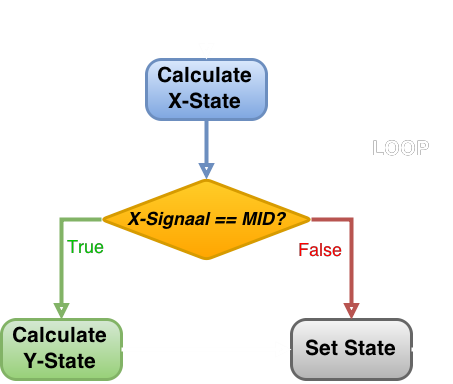 Calculate
X-State
LOOP
X-Signaal == MID?
True
False
Calculate
Y-State
Set State